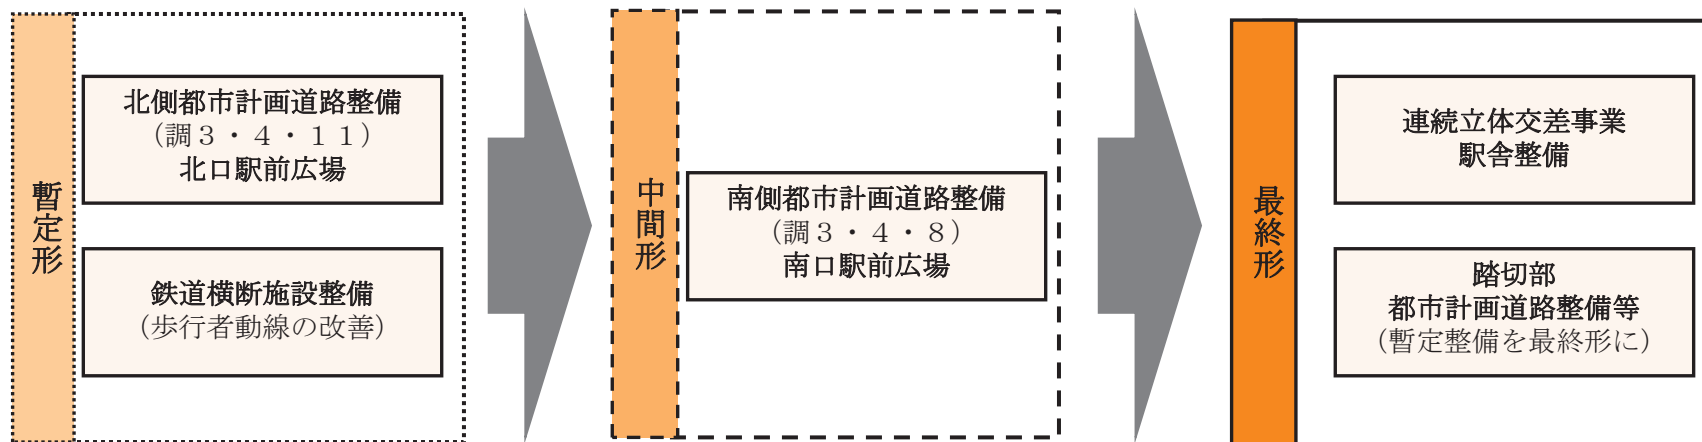 暫定形
北側都市計画道路整備
（調３・４・１１）
北口駅前広場
鉄道横断施設整備
（歩行者動線の改善）
中間形
南側都市計画道路整備
（調３・４・８）
南口駅前広場
最終形
連続立体交差事業
駅舎整備
踏切部
都市計画道路整備等
（暫定整備を最終形に）